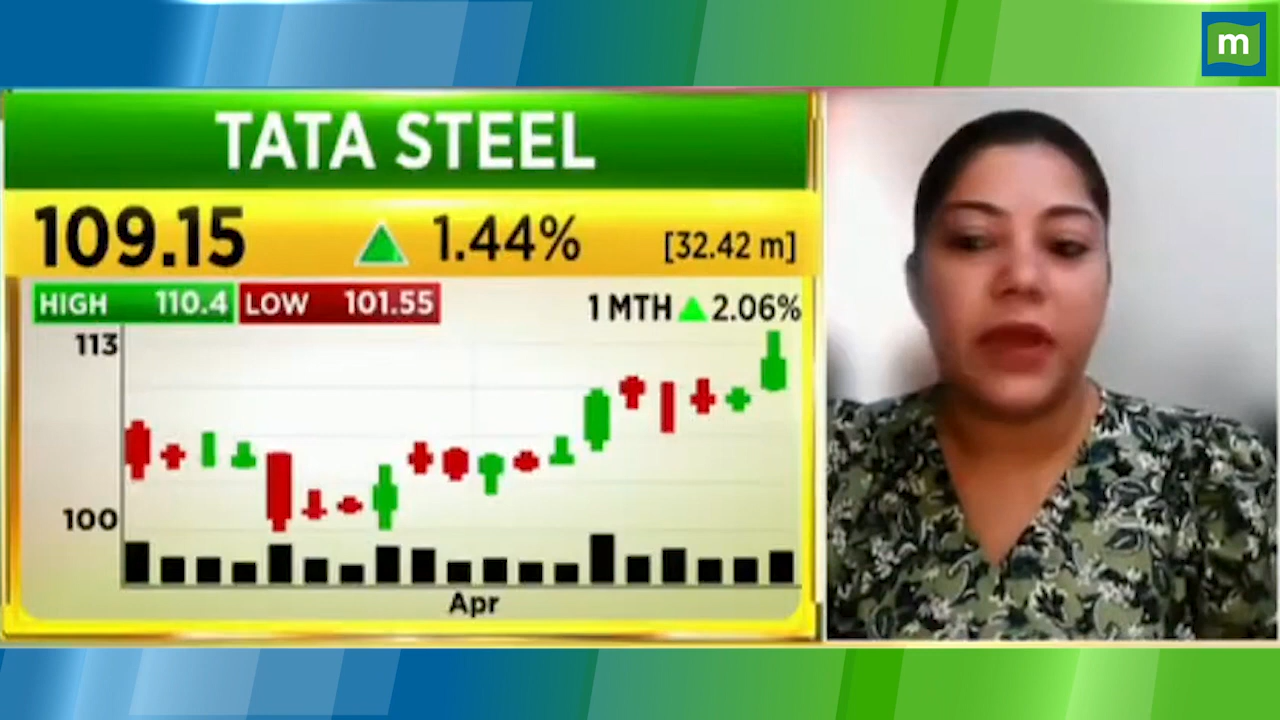 m
TATA STEEL
109.15 ▲ 1.44% [32.42 m]
HIGH 110.4 LOW 101.55 1 MTH ▲ 2.06%
113
100
Apr